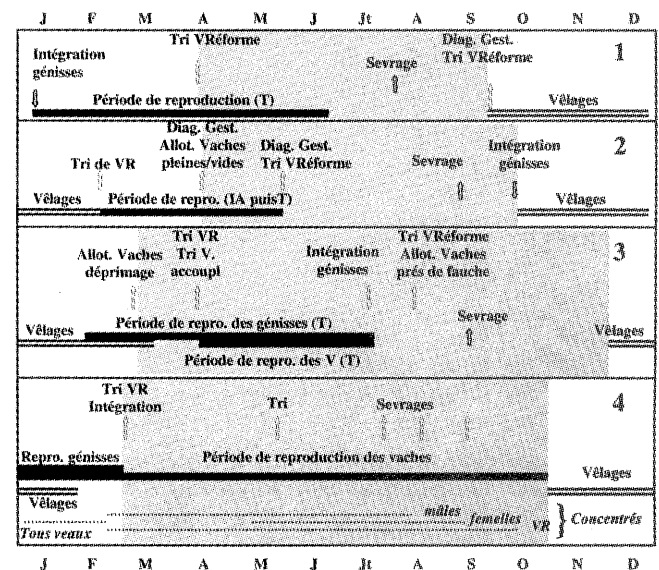 J F M A M J Jt A S O N D
Tri VRéforme
Diag. Gest.
Tri VRéforme
1
Intégration
génisses
Sevrage
Période de reproduction (T)
Vêlages
Diag. Gest.
Allot. Vaches
pleines/vides
Diag. Gest.
Tri VRéforme
Intégration
génisses
2
Tri de VR
Sevrage
Vêlages
Période de repro. (IA puisT)
Vêlages
Tri VR
Tri V.
accoupl
Tri VRéforme
Allot. Vaches
prés de fauche
3
Allot. Vaches
déprimage
Intégration
génisses
Sevrage
Vêlages
Période de repro. des génisses (T)
Vêlages
Période de repro. des V (T)
Tri VR
Intégration
Tri
Sevrages
4
Repro. génisses
Période de reproduction des vaches
Vêlages
Vêlages
mâles
femelles
VR
} Concentrés
Tous veaux
J F M A M J Jt A S O N D